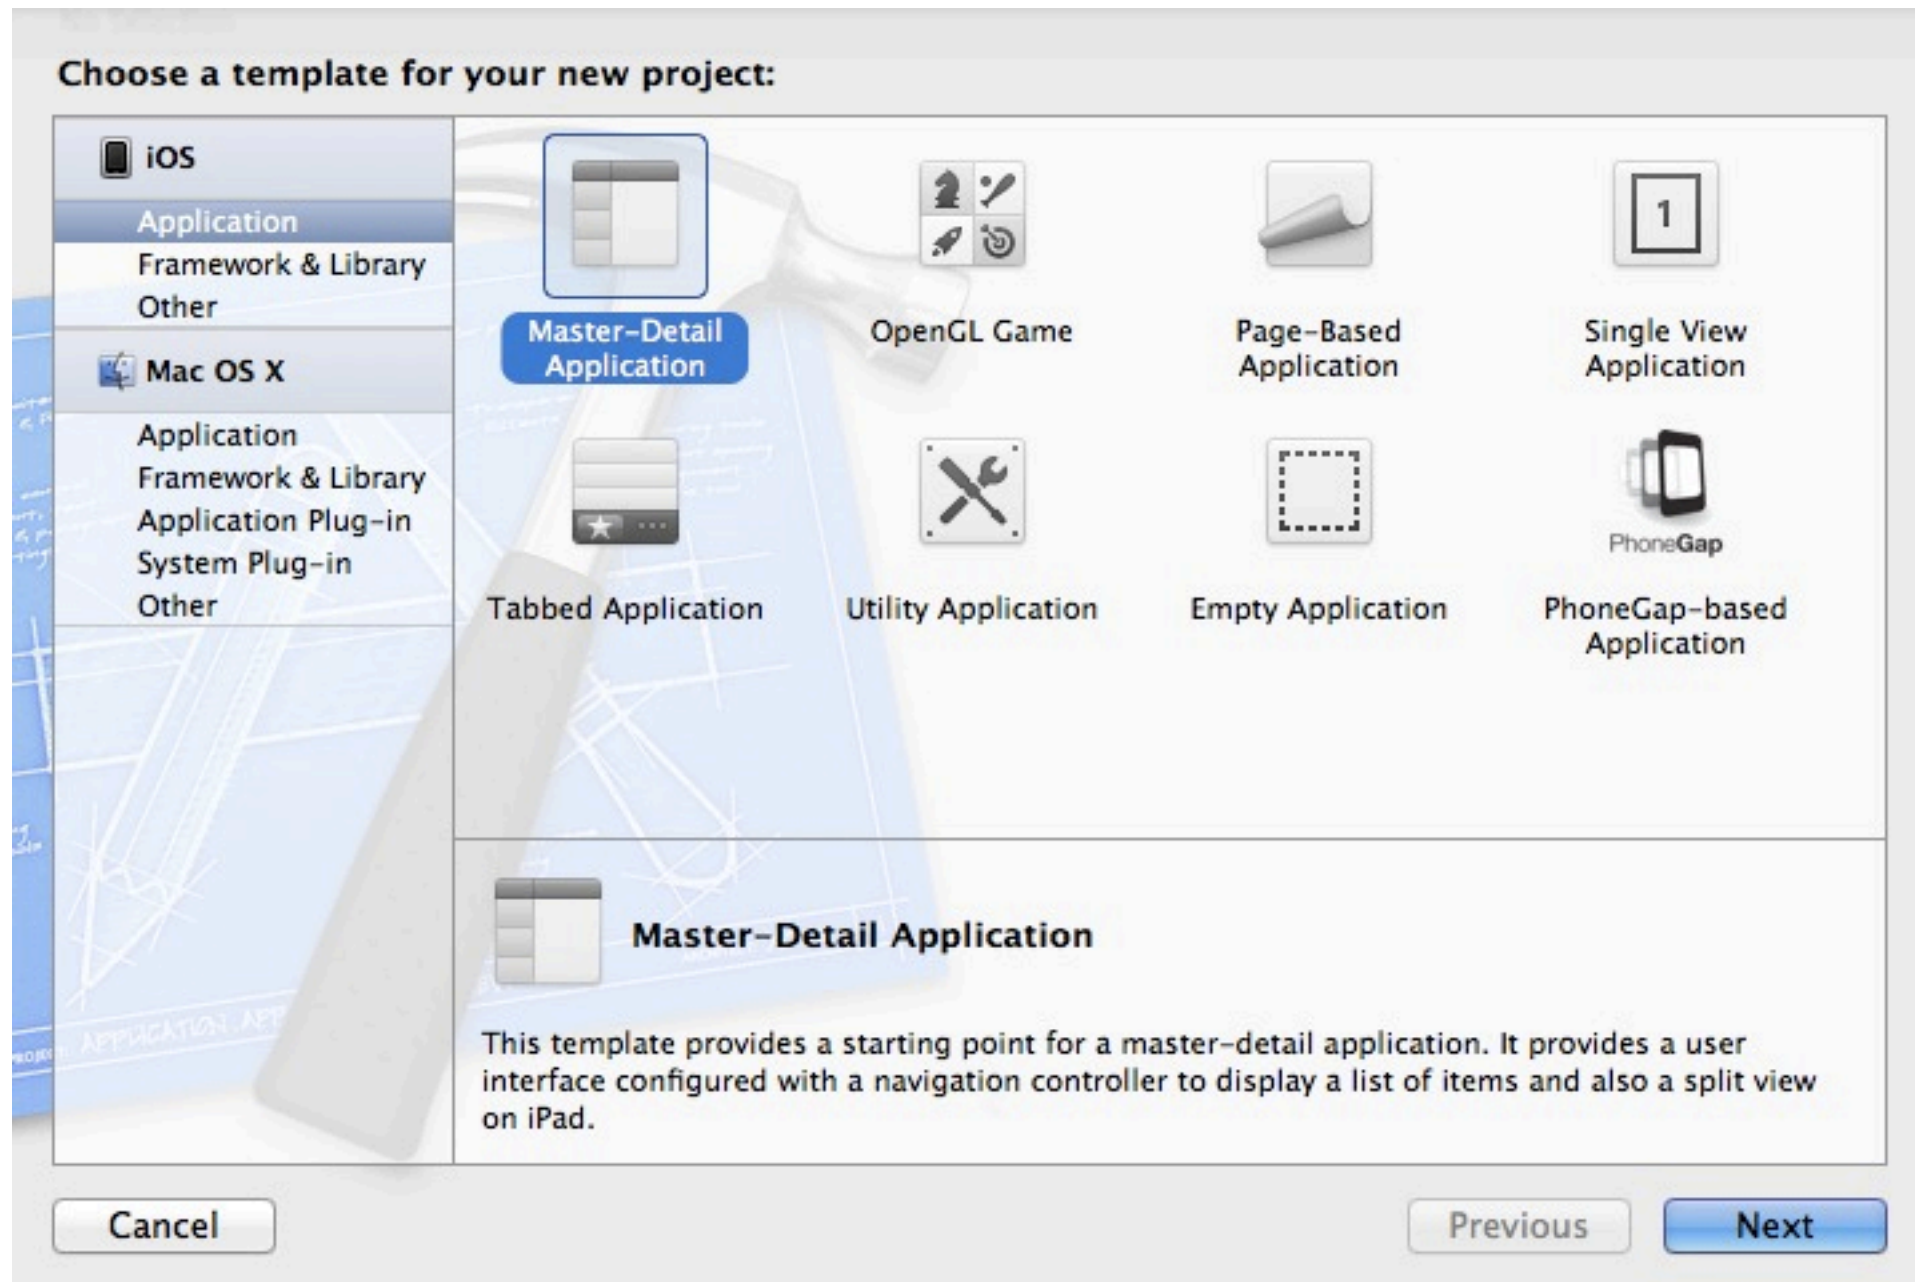 Choose a template for your new project:
iOS
Application
Framework & Library
Other
Mac OS X
Application
Framework & Library
Application Plug-in
System Plug-in
Other
Master-Detail
Application
OpenGL Game
Page-Based
Application
1
Single View
Application
Tabbed Application
Utility Application
Empty Application
PhoneGap
PhoneGap-based
Application
Master-Detail Application
This template provides a starting point for a master-detail application. It provides a user
interface configured with a navigation controller to display a list of items and also a split view
on iPad.
APPLICATION
Cancel
Previous
Next